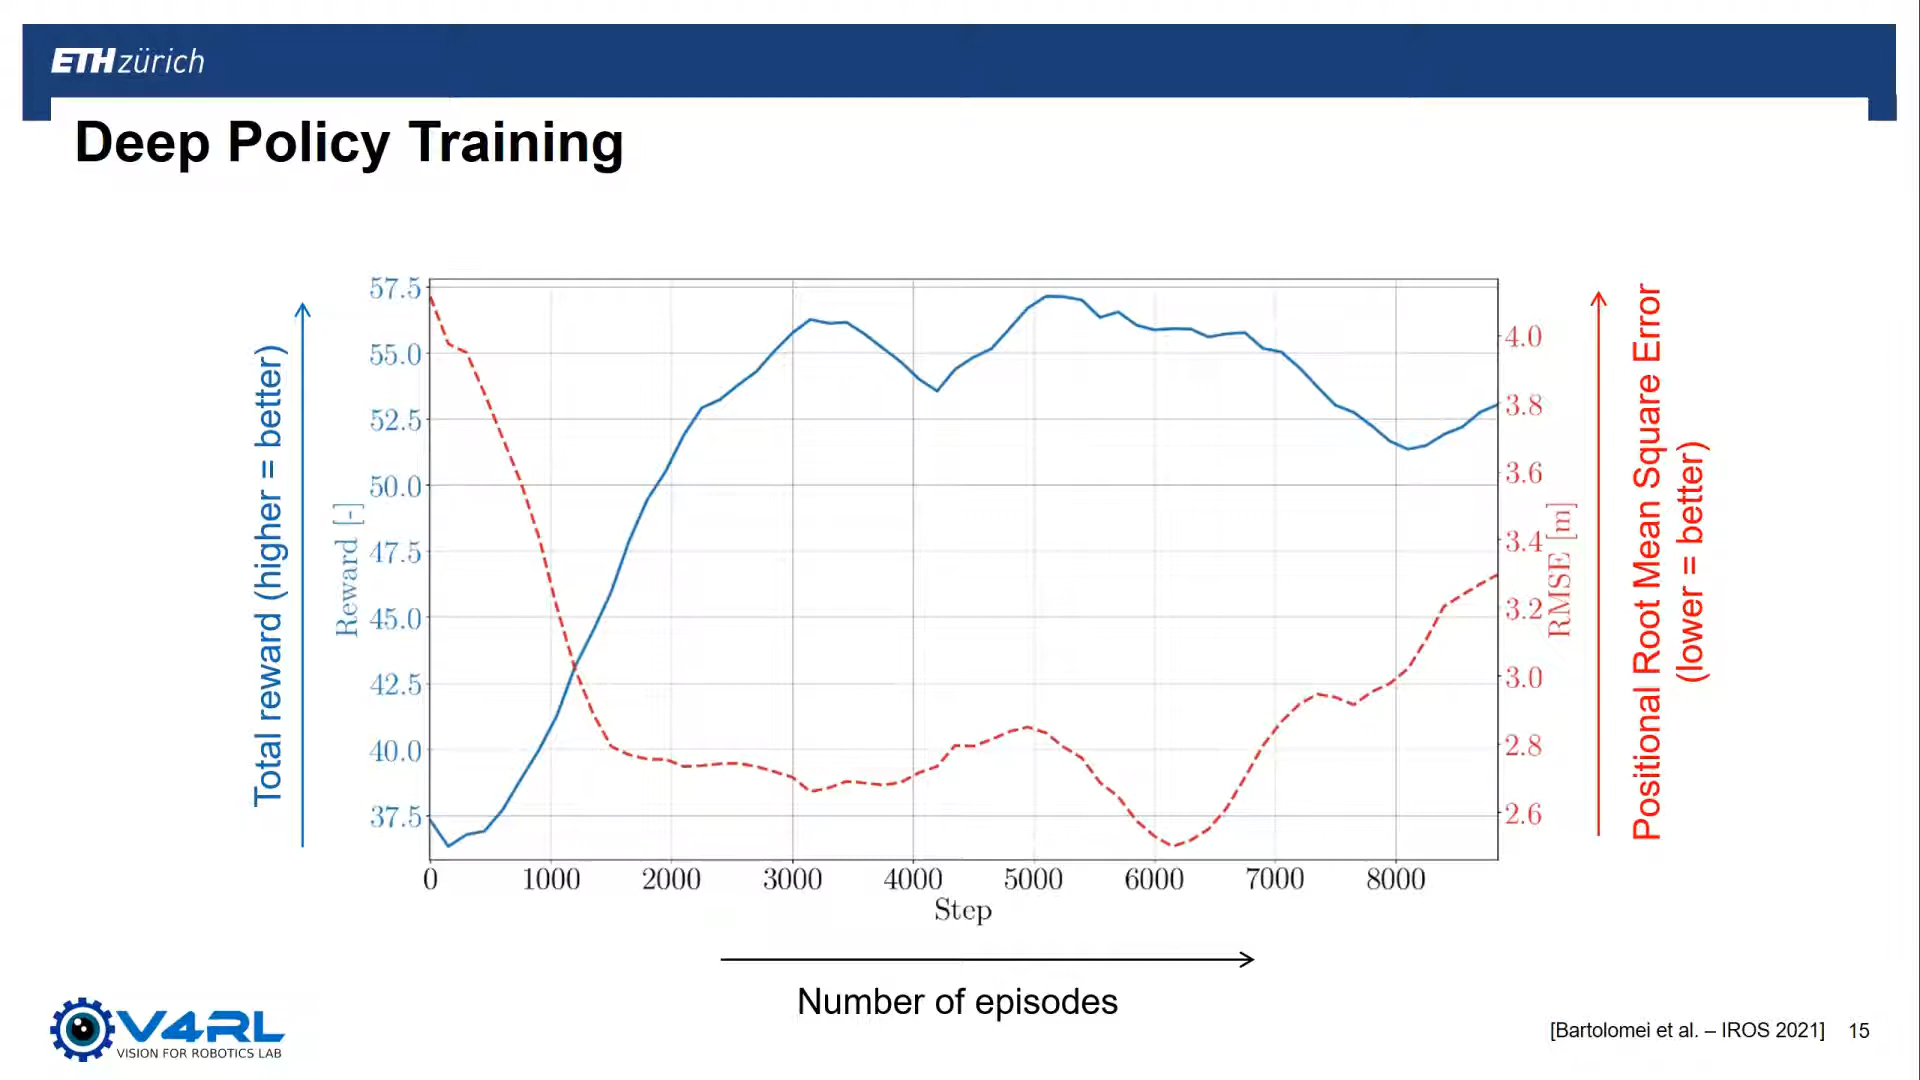 ETH zürich
Deep Policy Training
Total reward (higher = better)
Reward [-]
57.5
55.0
52.5
50.0
47.5
45.0
42.5
40.0
37.5
4.0
3.8
3.6
3.4
3.2
3.0
2.8
2.6
RMSE [m]
Positional Root Mean Square Error
(lower = better)
0 1000 2000 3000 4000 5000 6000 7000 8000
Step
Number of episodes
V4RL
VISION FOR ROBOTICS LAB
[Bartolomei et al. – IROS 2021] 15